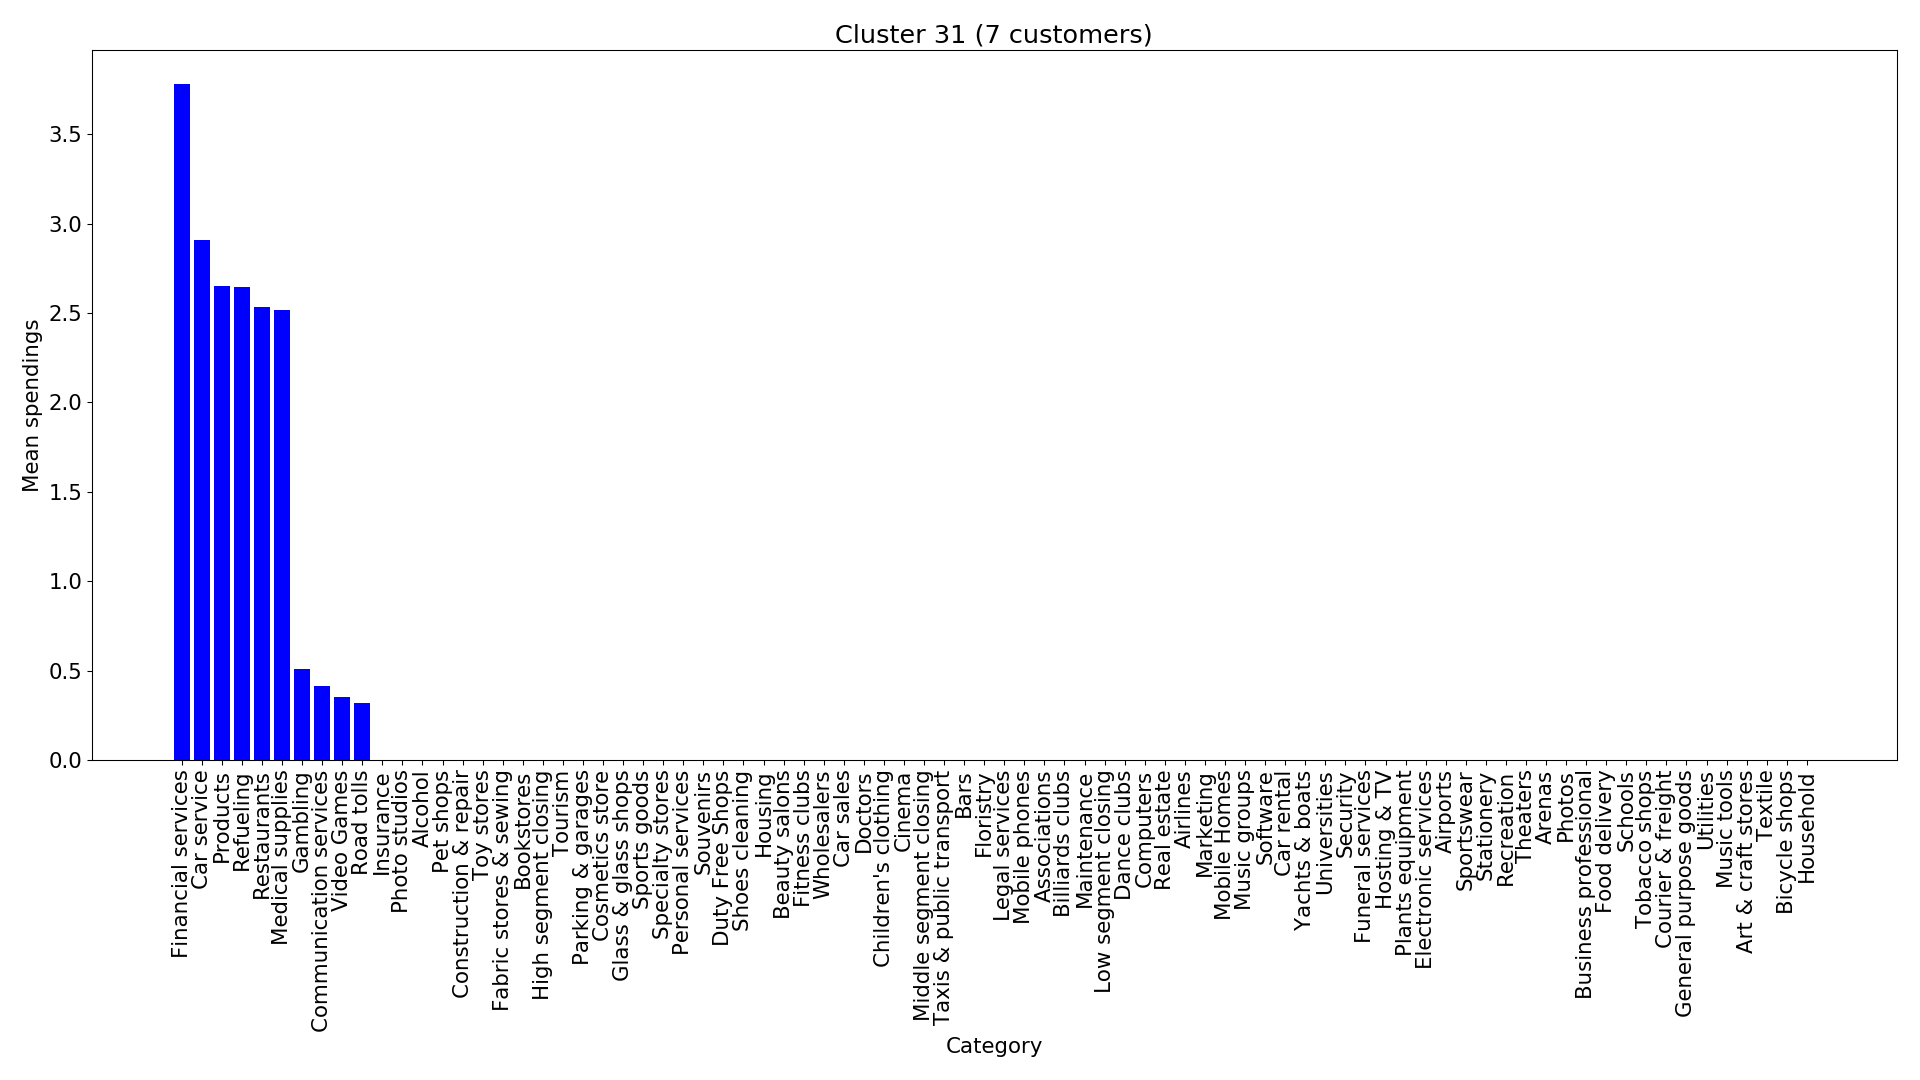 Cluster 31 (7 customers)
Mean spendings
3.5
3.0
2.5
2.0
1.5
1.0
0.5
0.0
Financial services
Car service
Products
Refueling
Restaurants
Medical supplies
Gambling
Communication services
Video Games
Road tolls
Insurance
Photo studios
Alcohol
Pet shops
Construction & repair
Toy stores
Fabric stores & sewing
Bookstores
High segment closing
Tourism
Parking & garages
Cosmetics store
Glass & glass shops
Sports goods
Specialty stores
Personal services
Souvenirs
Duty Free Shops
Shoes cleaning
Housing
Beauty salons
Fitness clubs
Wholesalers
Car sales
Doctors
Children's clothing
Cinema
Middle segment closing
Taxis & public transport
Bars
Floristry
Legal services
Mobile phones
Associations
Billiards clubs
Maintenance
Low segment closing
Dance clubs
Computers
Real estate
Airlines
Marketing
Mobile Homes
Music groups
Software
Car rental
Yachts & boats
Universities
Security
Funeral services
Hosting & TV
Plants equipment
Electronic services
Airports
Sportswear
Stationery
Recreation
Theaters
Arenas
Photos
Business professional
Food delivery
Schools
Tobacco shops
Courier & freight
General purpose goods
Utilities
Music tools
Art & craft stores
Textile
Bicycle shops
Household
Category